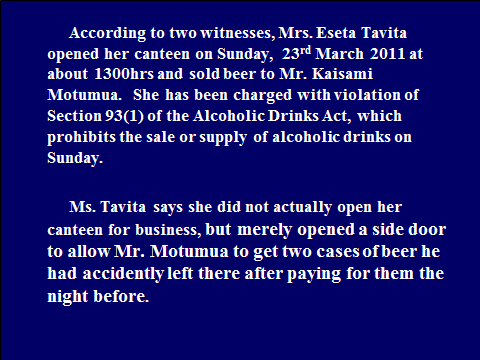 According to two witnesses, Mrs. Eseta Tavita
opened her canteen on Sunday, 23rd March 2011 at
about 1300hrs and sold beer to Mr. Kaisami
Motumua. She has been charged with violation of
Section 93(1) of the Alcoholic Drinks Act, which
prohibits the sale or supply of alcoholic drinks on
Sunday.
Ms. Tavita says she did not actually open her
canteen for business, but merely opened a side door
to allow Mr. Motumua to get two cases of beer he
had accidently left there after paying for them the
night before.